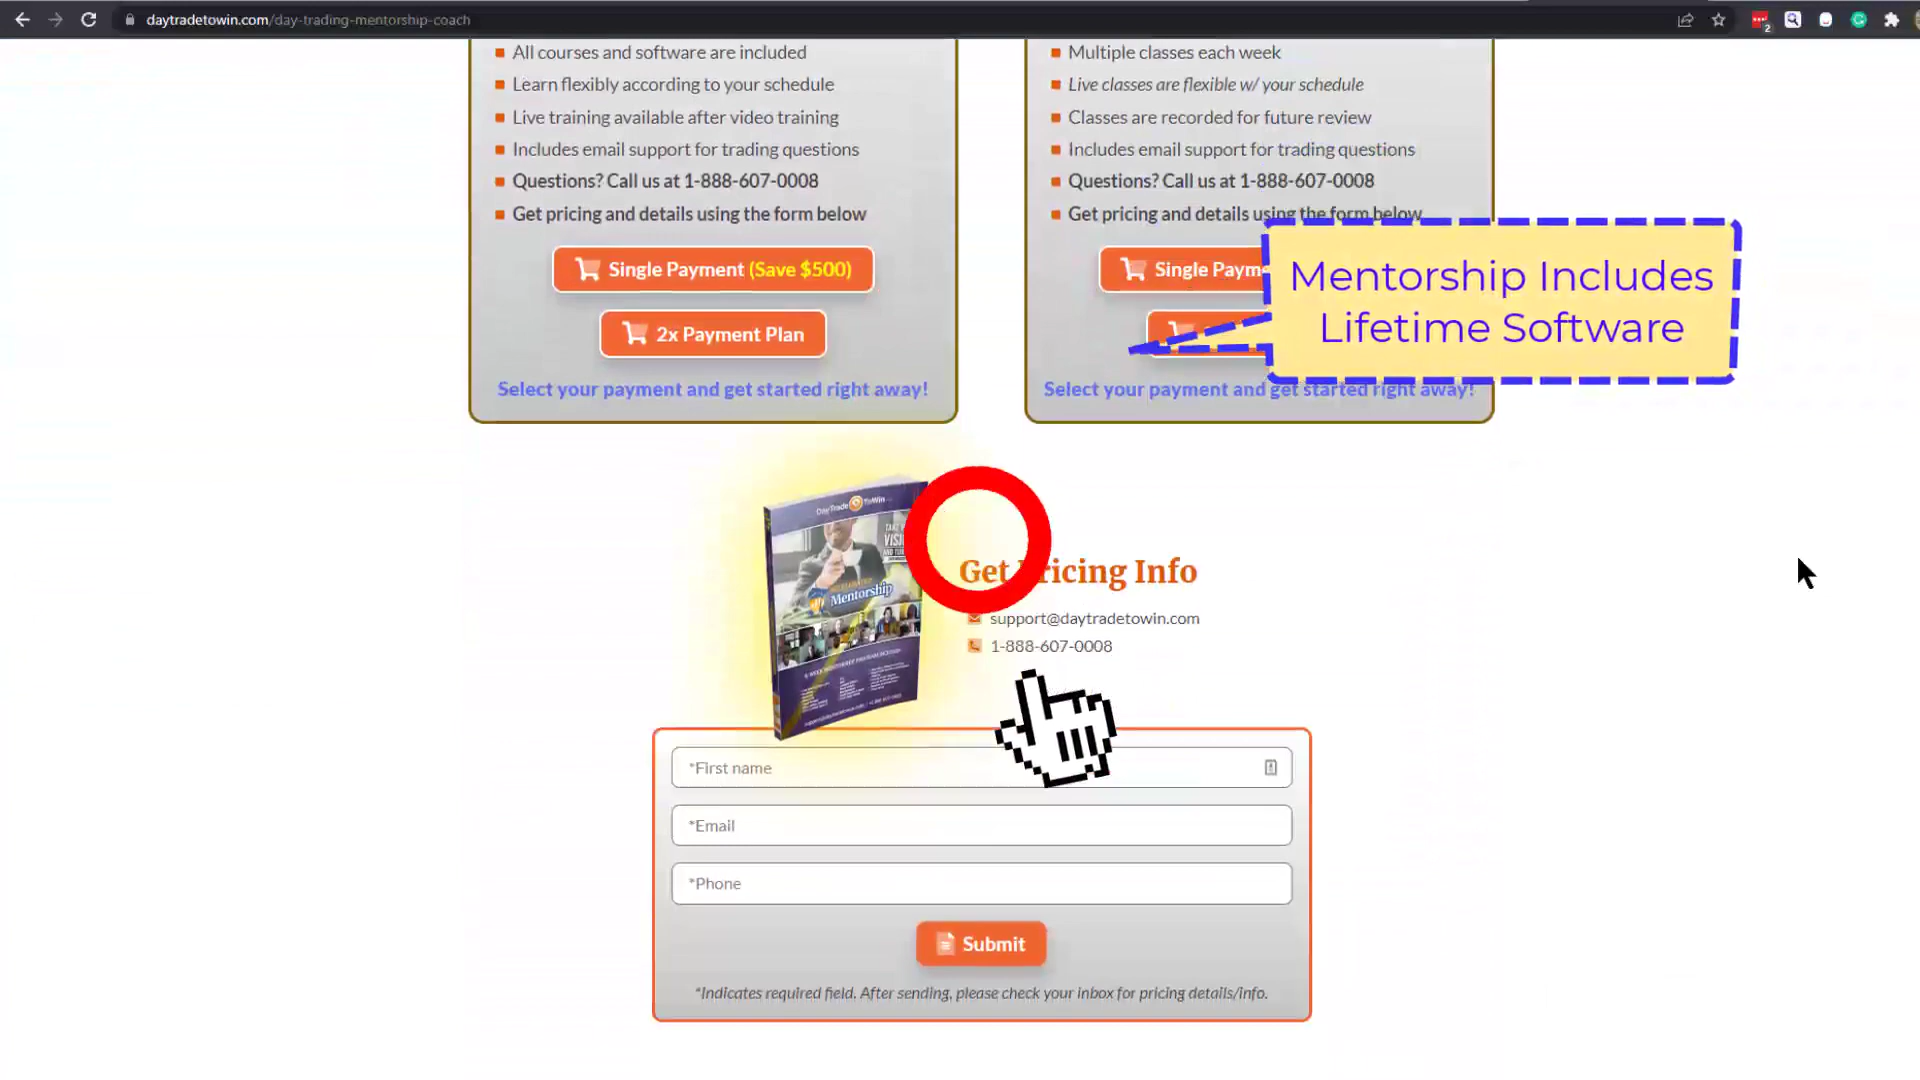 daytradetowin.com/day-trading-mentorship-coach
2
All courses and software are included
Learn flexibly according to your schedule
Live training available after video training
Includes email support for trading questions
Questions? Call us at 1-888-607-0008
Get pricing and details using the form below
Single Payment (Save $500)
2x Payment Plan
Select your payment and get started right away!
Multiple classes each week
Live classes are flexible w/ your schedule
Classes are recorded for future review
Includes email support for trading questions
Questions? Call us at 1-888-607-0008
Get pricing and details using the form below
Single Paym
Select your payment and get started right away!
Mentorship Includes
Lifetime Software
DayTradeToWin
Mentorship
Get Pricing Info
support@daytradetowin.com
1-888-607-0008
*First name
*Email
*Phone
Submit
*Indicates required field. After sending, please check your inbox for pricing details/info.